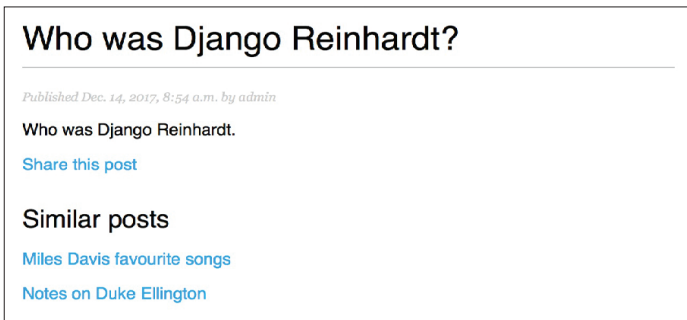 Who was Django Reinhardt?
Published Dec. 14, 2017, 8:54 a.m. by admin
Who was Django Reinhardt.
Share this post
Similar posts
Miles Davis favourite songs
Notes on Duke Ellington